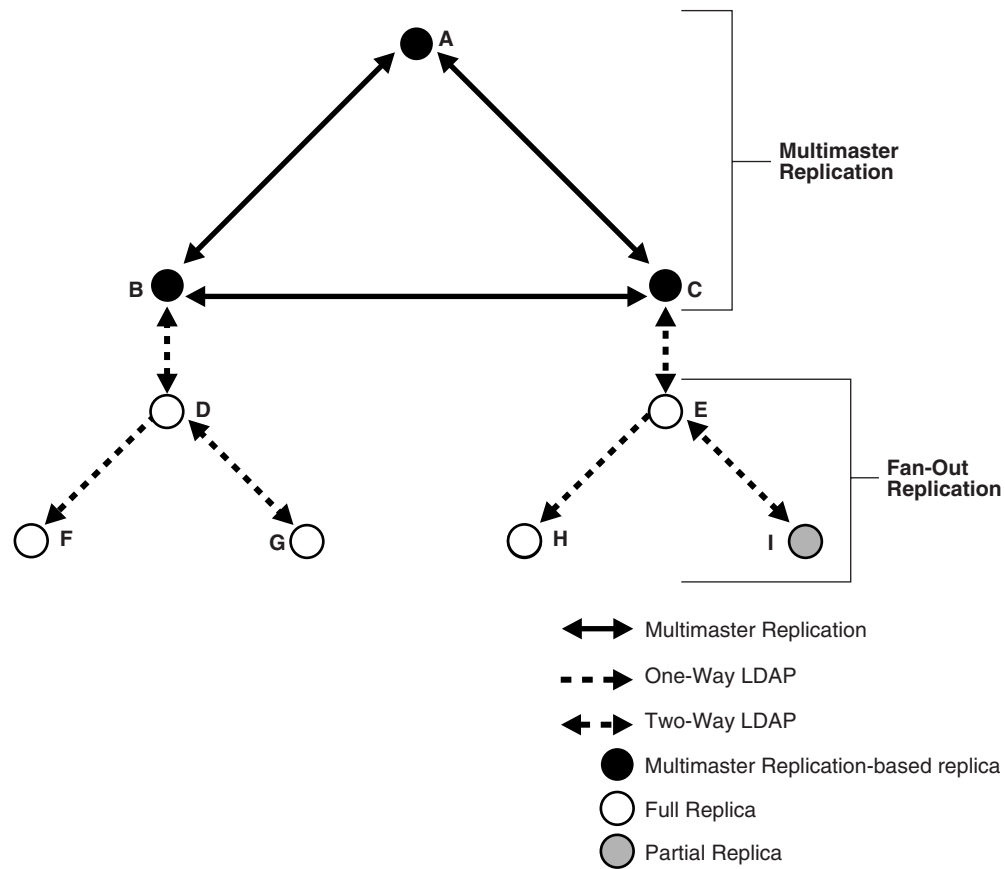 A
Multimaster
Replication
B
C
D
E
Fan-Out
Replication
F
G
H
I
Multimaster Replication
One-Way LDAP
Two-Way LDAP
Multimaster Replication-based replica
Full Replica
Partial Replica